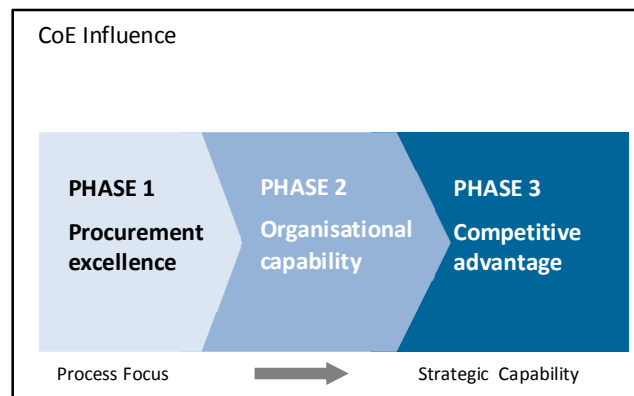 CoE Influence
PHASE 1
Procurement
excellence
PHASE 2
Organisational
capability
PHASE 3
Competitive
advantage
Process Focus
Strategic Capability